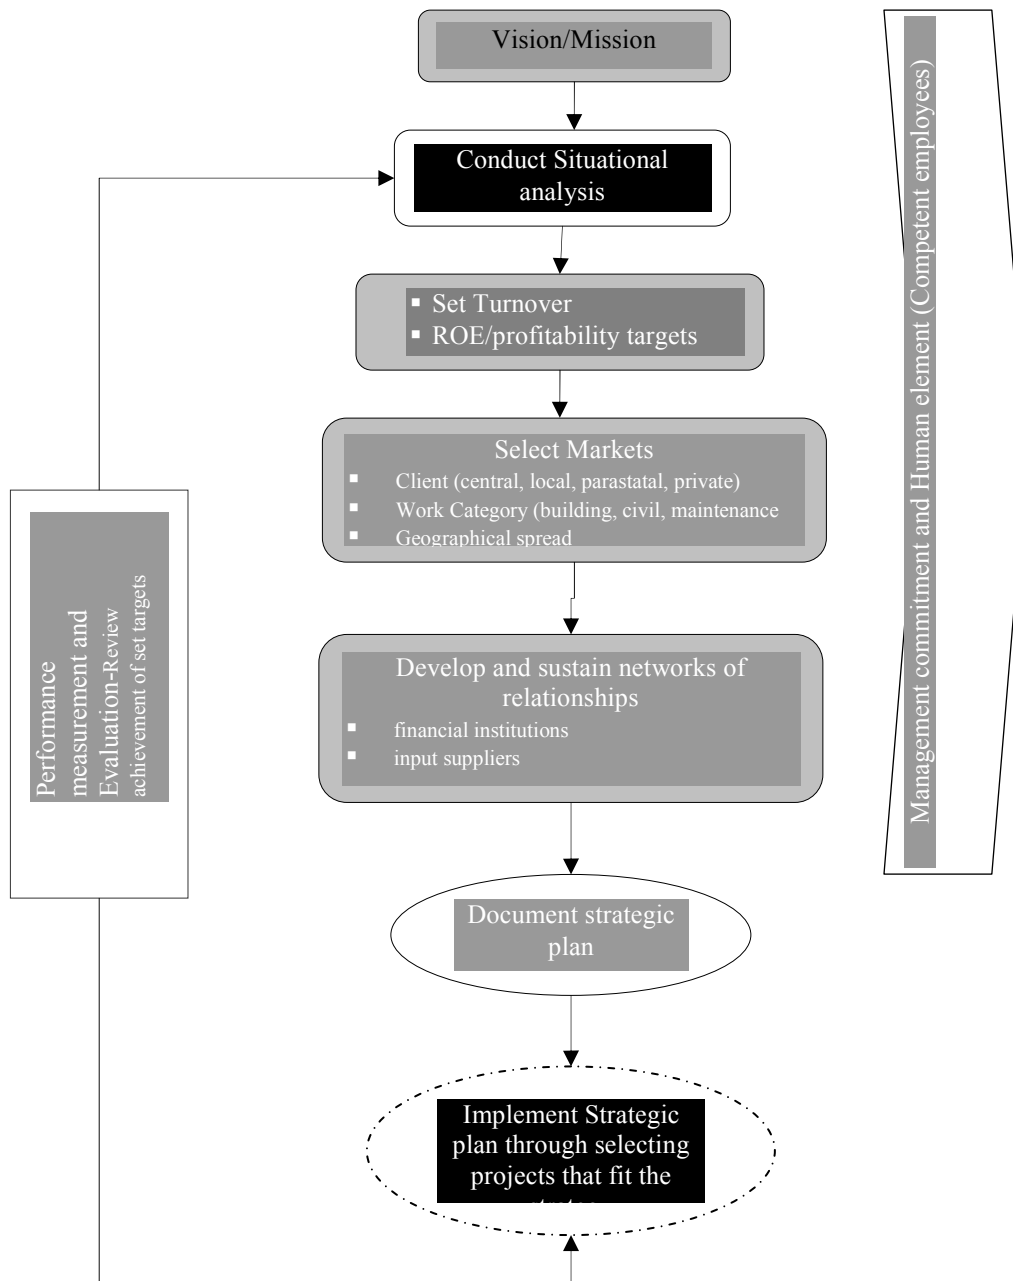 Vision/Mission
Conduct Situational
analysis
▪ Set Turnover
▪ ROE/profitability targets
Select Markets
▪ Client (central, local, parastatal, private)
▪ Work Category (building, civil, maintenance
▪ Geographical spread
Develop and sustain networks of
relationships
▪ financial institutions
▪ input suppliers
Document strategic
plan
Implement Strategic
plan through selecting
projects that fit the
Performance
measurement and
Evaluation-Review
achievement of set targets
Management commitment and Human element (Competent employees)